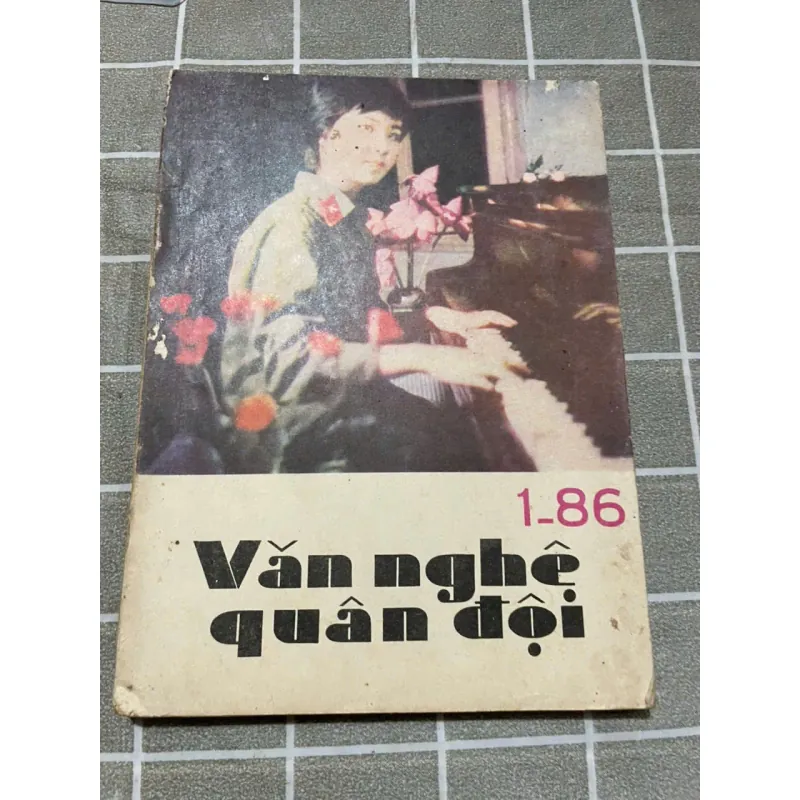 1-86
Văn nghệ
quân đội